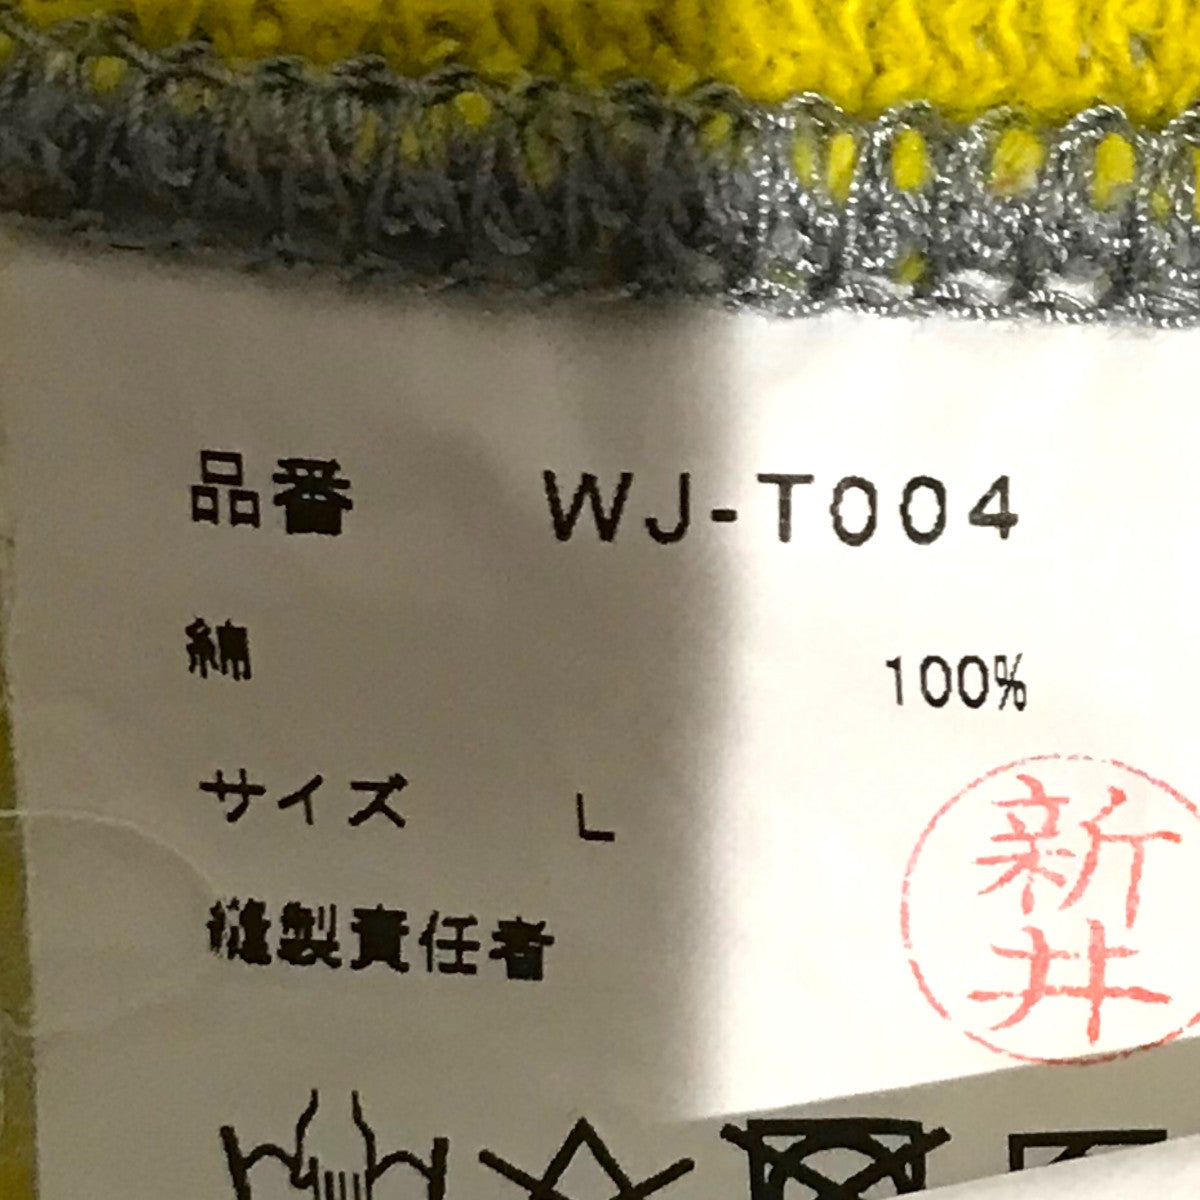 品番 WJ-T004
綿 100%
サイズ L
縫製責任者 新井